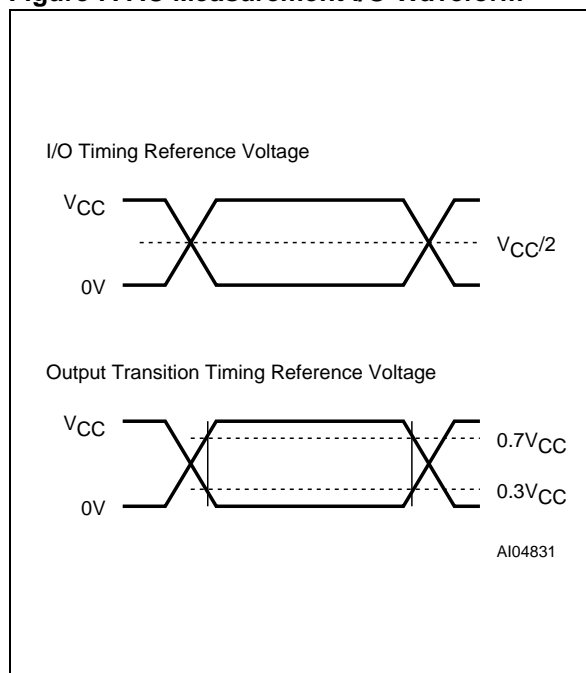 I/O Timing Reference Voltage
VCC
VCC/2
0V
Output Transition Timing Reference Voltage
VCC
0.7VCC
0.3VCC
0V
AI04831